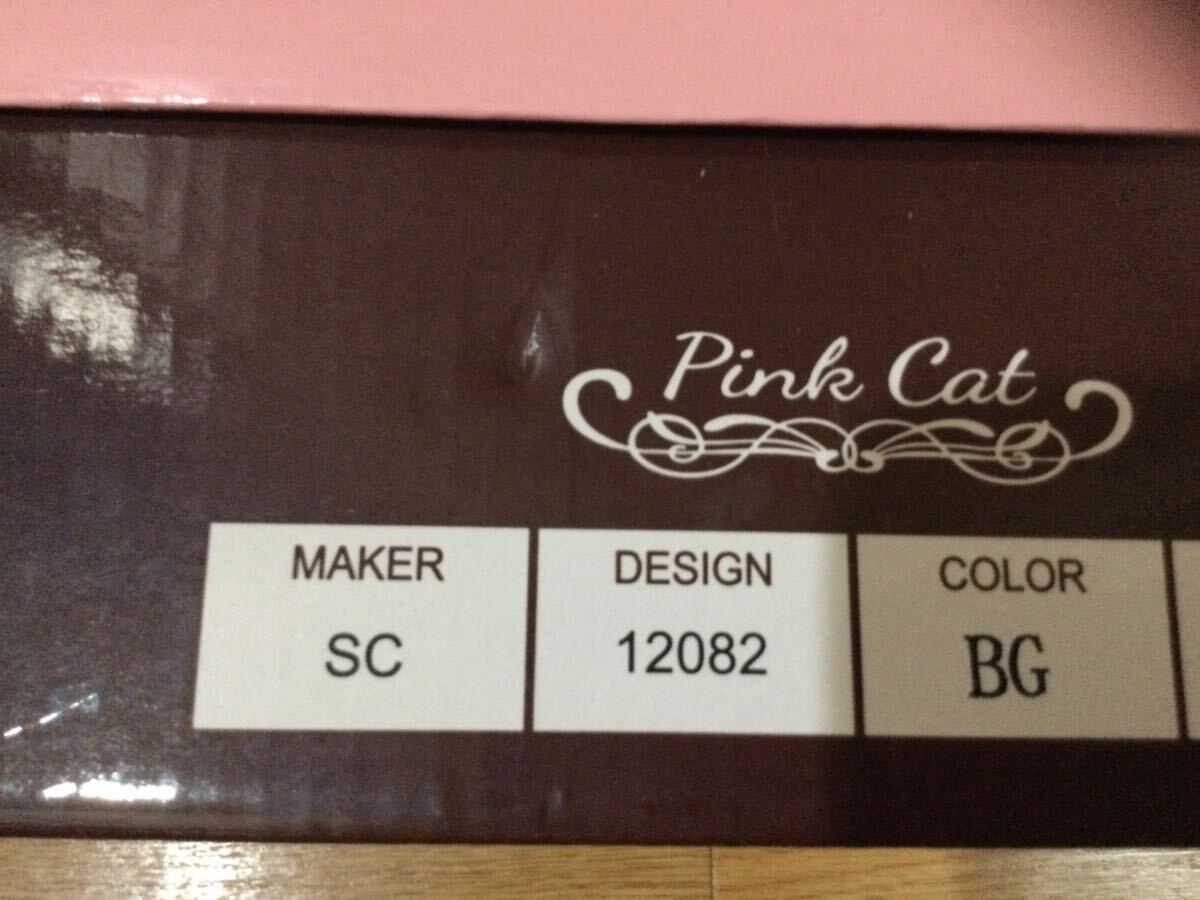 Pink Cat
MAKER
SC
DESIGN
12082
COLOR
BG